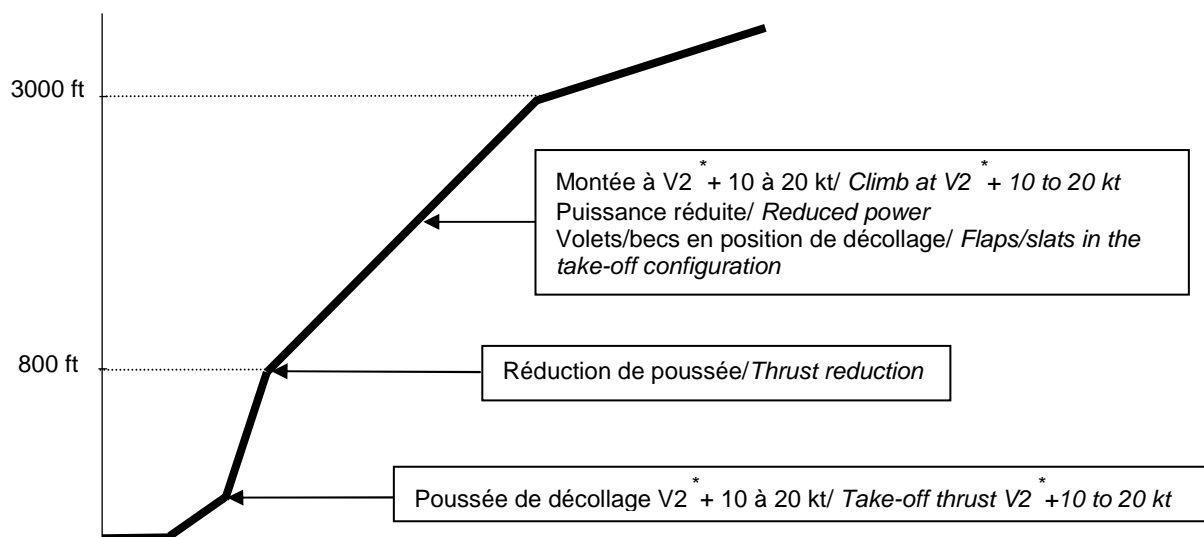 3000 ft
Montée à V2 * + 10 à 20 kt/ Climb at V2 * + 10 to 20 kt
Puissance réduite/ Reduced power
Volets/becs en position de décollage/ Flaps/slats in the
take-off configuration
800 ft
Réduction de poussée/Thrust reduction
Poussée de décollage V2 * + 10 à 20 kt/ Take-off thrust V2 *+10 to 20 kt